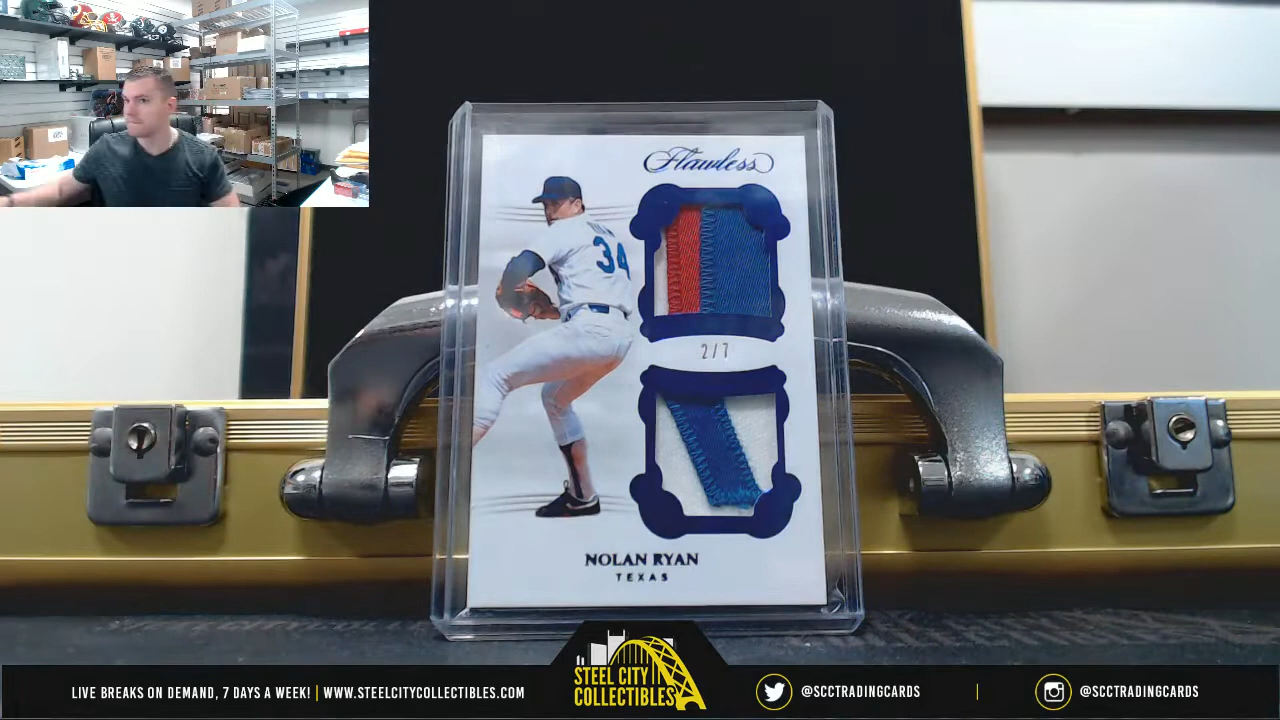 Flawless
34
2/7
NOLAN RYAN
TEXAS
LIVE BREAKS ON DEMAND, 7 DAYS A WEEK! | WWW.STEELCITYCOLLECTIBLES.COM
STEEL CITY
COLLECTIBLES
@SCCTRADINGCARDS
@SCCTRADINGCARDS